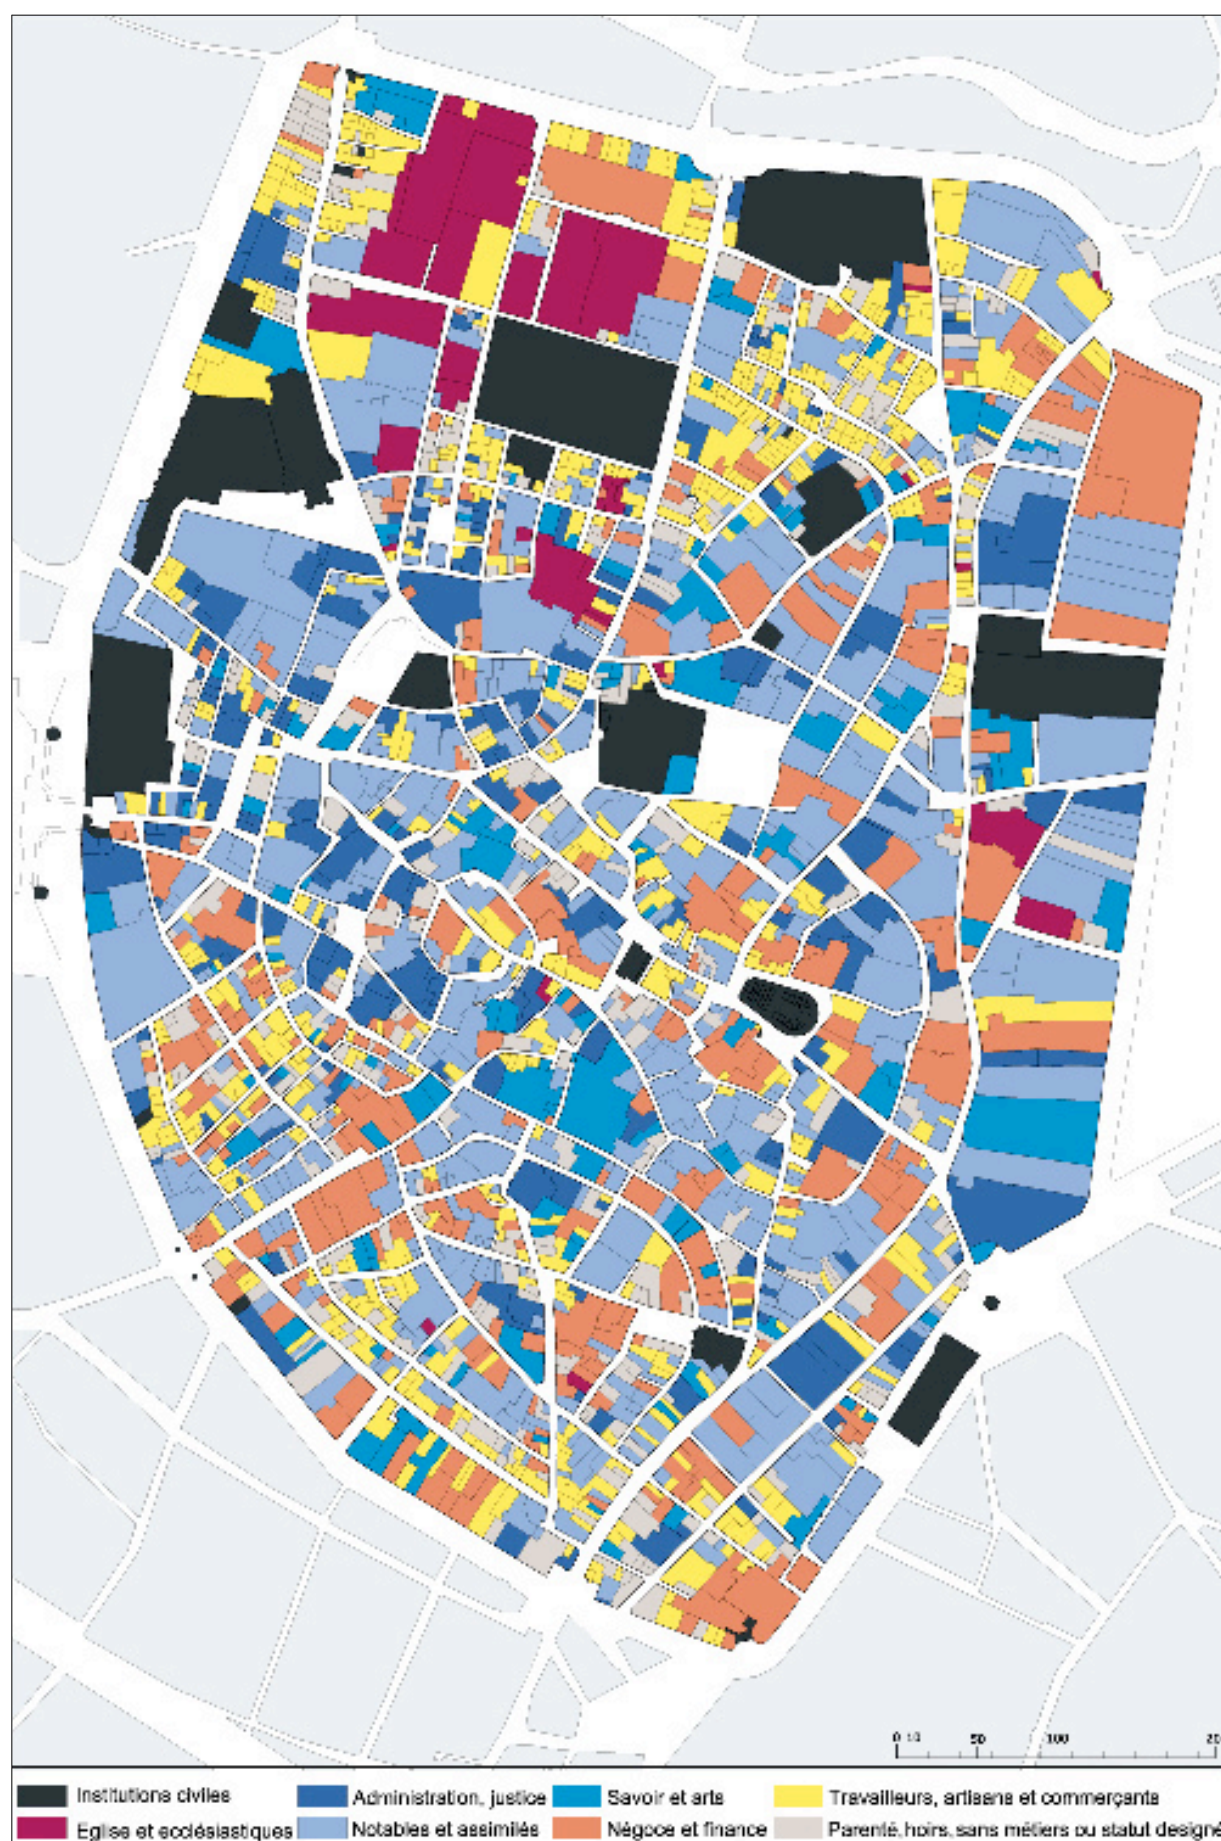 0 10 50 100 20
Institutions civiles Administration, justice Savoir et arts Travailleurs, artisans et commerçants
Eglise et ecclésiastiques Notables et assimilés Négoce et finance Parenté, hoirs, sans métiers ou statut designé